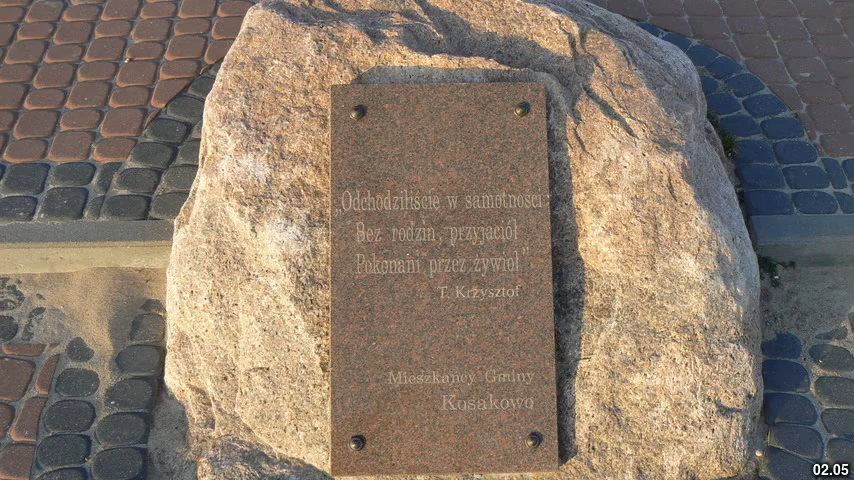 „Odchodziliście w samotności
Bez rodzin, przyjaciół
Pokonani przez żywioł"
T. Krzysztof
Mieszkańcy Gminy
Kosakowo
02.05